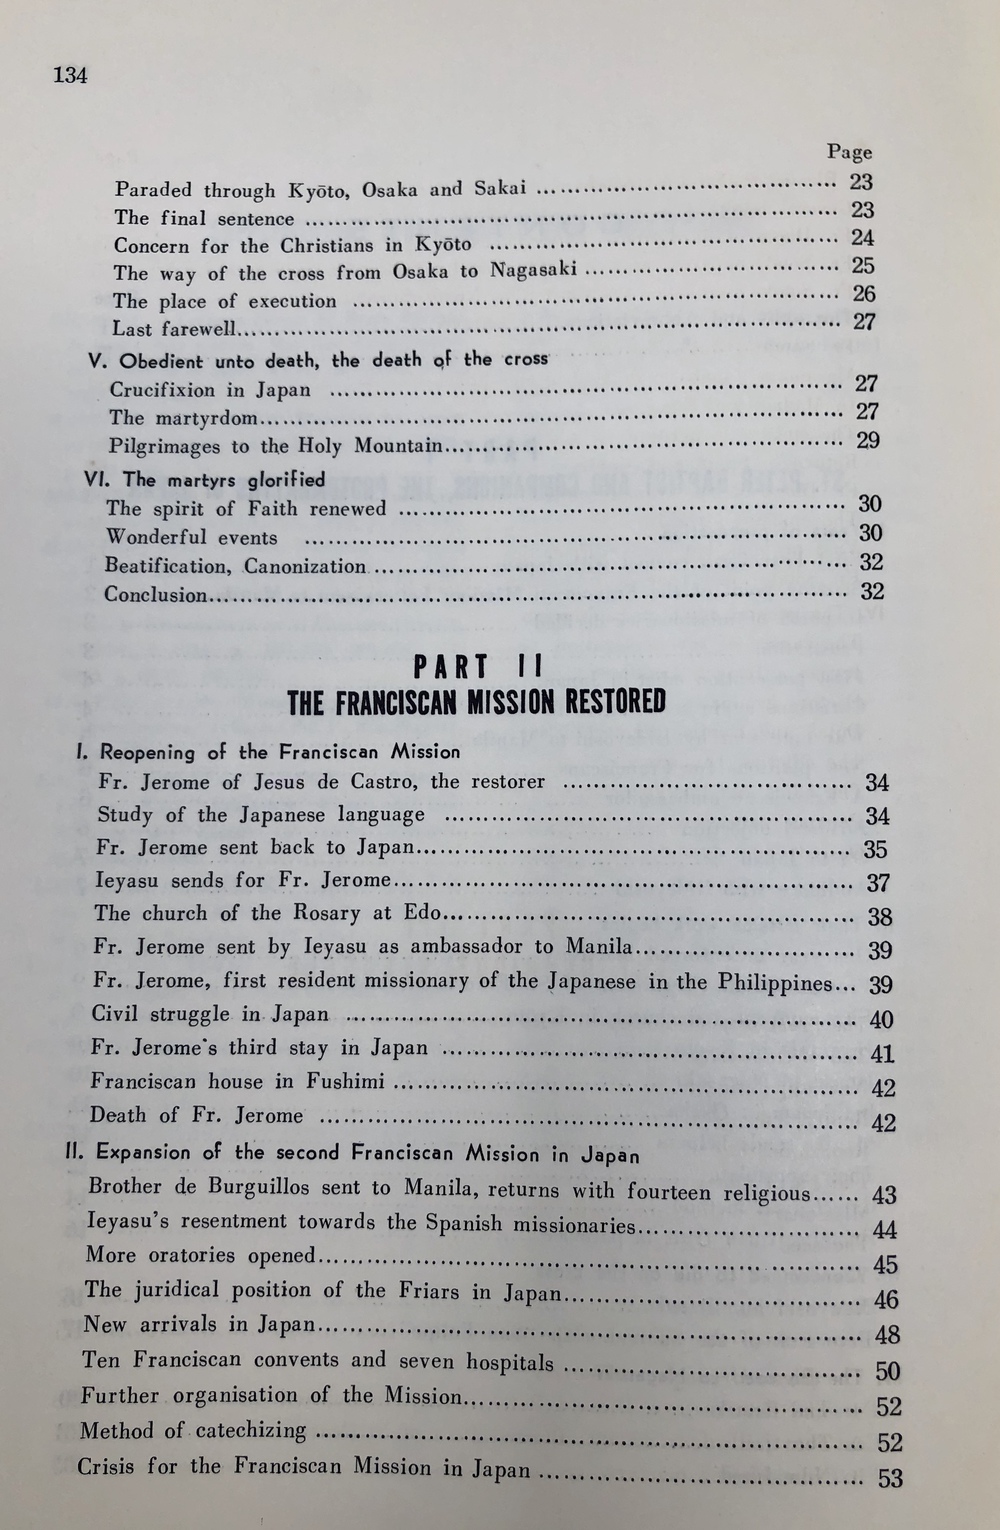 134
Page
Paraded through Kyōto, Osaka and Sakai ........................................ 23
The final sentence ........................................ 23
Concern for the Christians in Kyōto ........................................ 24
The way of the cross from Osaka to Nagasaki ........................................ 25
The place of execution ........................................ 26
Last farewell........................................ 27
V. Obedient unto death, the death of the cross
Crucifixion in Japan ........................................ 27
The martyrdom........................................ 27
Pilgrimages to the Holy Mountain........................................ 29
VI. The martyrs glorified
The spirit of Faith renewed ........................................ 30
Wonderful events ........................................ 30
Beatification, Canonization ........................................ 32
Conclusion........................................ 32
PART II
THE FRANCISCAN MISSION RESTORED
I. Reopening of the Franciscan Mission
Fr. Jerome of Jesus de Castro, the restorer ........................................ 34
Study of the Japanese language ........................................ 34
Fr. Jerome sent back to Japan........................................ 35
Ieyasu sends for Fr. Jerome........................................ 37
The church of the Rosary at Edo........................................ 38
Fr. Jerome sent by Ieyasu as ambassador to Manila........................... 39
Fr. Jerome, first resident missionary of the Japanese in the Philippines... 39
Civil struggle in Japan ........................................ 40
Fr. Jerome's third stay in Japan ........................................ 41
Franciscan house in Fushimi ........................................ 42
Death of Fr. Jerome ........................................ 42
II. Expansion of the second Franciscan Mission in Japan
Brother de Burguillos sent to Manila, returns with fourteen religious...... 43
Ieyasu's resentment towards the Spanish missionaries........................... 44
More oratories opened........................................ 45
The juridical position of the Friars in Japan........................................ 46
New arrivals in Japan........................................ 48
Ten Franciscan convents and seven hospitals ........................................ 50
Further organisation of the Mission........................................ 52
Method of catechizing ........................................ 52
Crisis for the Franciscan Mission in Japan ........................................ 53